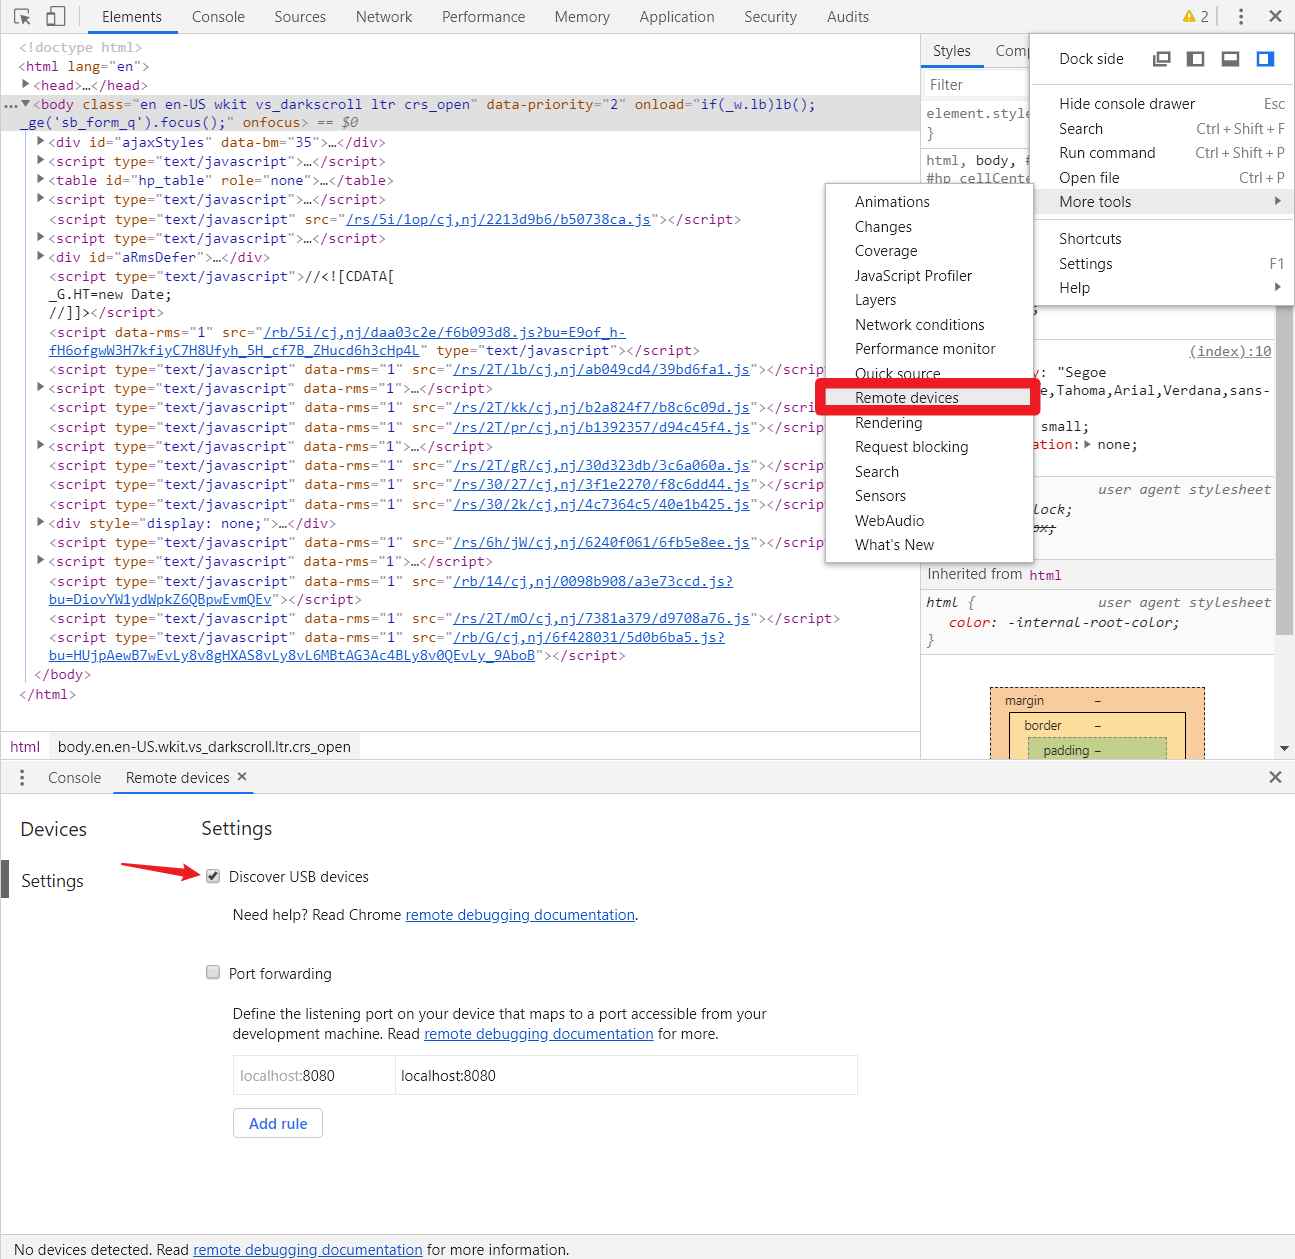 Elements Console Sources Network Performance Memory Application Security Audits 2
<!doctype html>
<html lang="en">
<head>…</head>
…<body class="en en-US wkit vs_darkscroll ltr crs_open" data-priority="2" onload="if(_w.lb)lb();
_ge('sb_form_q').focus();" onfocus> == $0
<div id="ajaxStyles" data-bm="35">…</div>
<script type="text/javascript">…</script>
<table id="hp_table" role="none">…</table>
<script type="text/javascript">…</script>
<script type="text/javascript" src="/rs/5i/1op/cj,nj/2213d9b6/b50738ca.js"></script>
<script type="text/javascript">…</script>
<div id="aRmsDefer">…</div>
<script type="text/javascript">//<![CDATA[
_G.HT=new Date;
//]]></script>
<script data-rms="1" src="/rb/5i/cj,nj/daa03c2e/f6b093d8.js?bu=E9of_h-
fH6ofgwW3H7kfiyC7H8Ufyh_5H_cf7B_ZHucd6h3cHp4L" type="text/javascript"></script>
<script type="text/javascript" data-rms="1" src="/rs/2T/lb/cj,nj/ab049cd4/39bd6fa1.js"></scrip
<script type="text/javascript" data-rms="1">…</script>
<script type="text/javascript" data-rms="1" src="/rs/2T/kk/cj,nj/b2a824f7/b8c6c09d.js"></scrip
<script type="text/javascript" data-rms="1" src="/rs/2T/pr/cj,nj/b1392357/d94c45f4.js"></scrip
<script type="text/javascript" data-rms="1">…</script>
<script type="text/javascript" data-rms="1" src="/rs/2T/gR/cj,nj/30d323db/3c6a060a.js"></scrip
<script type="text/javascript" data-rms="1" src="/rs/30/27/cj,nj/3f1e2270/f8c6dd44.js"></scrip
<script type="text/javascript" data-rms="1" src="/rs/30/2k/cj,nj/4c7364c5/40e1b425.js"></scrip
<div style="display: none;">…</div>
<script type="text/javascript" data-rms="1" src="/rs/6h/jW/cj,nj/6240f061/6fb5e8ee.js"></scrip
<script type="text/javascript" data-rms="1">…</script>
<script type="text/javascript" data-rms="1" src="/rb/14/cj,nj/0098b908/a3e73ccd.js?
bu=DiovYW1ydWpkZ6QBpwEvmQEv"></script>
<script type="text/javascript" data-rms="1" src="/rs/2T/mO/cj,nj/7381a379/d9708a76.js"></script>
<script type="text/javascript" data-rms="1" src="/rb/G/cj,nj/6f428031/5d0b6ba5.js?
bu=HUjpAewB7wEvLy8v8gHXAS8vLy8vL6MBtAG3Ac4BLy8v0QEvLy_9AboB"></script>
</body>
</html>
html body.en.en-US.wkit.vs_darkscroll.ltr.crs_open
Styles Comp
Filter
element.style
}
html, body, #
#hp_cellCente
;
(index):10
y: "Segoe
e,Tahoma,Arial,Verdana,sans-
small;
ation: none;
user agent stylesheet
lock;
px;
Inherited from html
html { user agent stylesheet
color: -internal-root-color;
}
margin –
border –
padding –
Dock side
Hide console drawer Esc
Search Ctrl + Shift + F
Run command Ctrl + Shift + P
Open file Ctrl + P
More tools
Shortcuts
Settings F1
Help
Animations
Changes
Coverage
JavaScript Profiler
Layers
Network conditions
Performance monitor
Quick source
Remote devices
Rendering
Request blocking
Search
Sensors
WebAudio
What's New
Console Remote devices
Devices
Settings
Settings
Discover USB devices
Need help? Read Chrome remote debugging documentation.
Port forwarding
Define the listening port on your device that maps to a port accessible from your
development machine. Read remote debugging documentation for more.
localhost:8080 localhost:8080
Add rule
No devices detected. Read remote debugging documentation for more information.